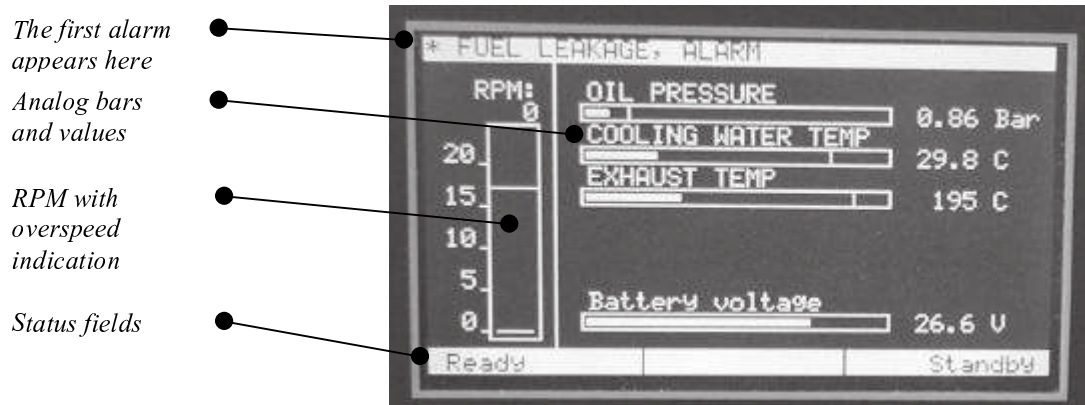 The first alarm
appears here
Analog bars
and values
RPM with
overspeed
indication
Status fields
* FUEL LEAKAGE, ALARM
RPM:
0
20
15
10
5
0
OIL PRESSURE
0.86 Bar
COOLING WATER TEMP
29.8 C
EXHAUST TEMP
195 C
Battery voltage
26.6 V
Ready
Standby